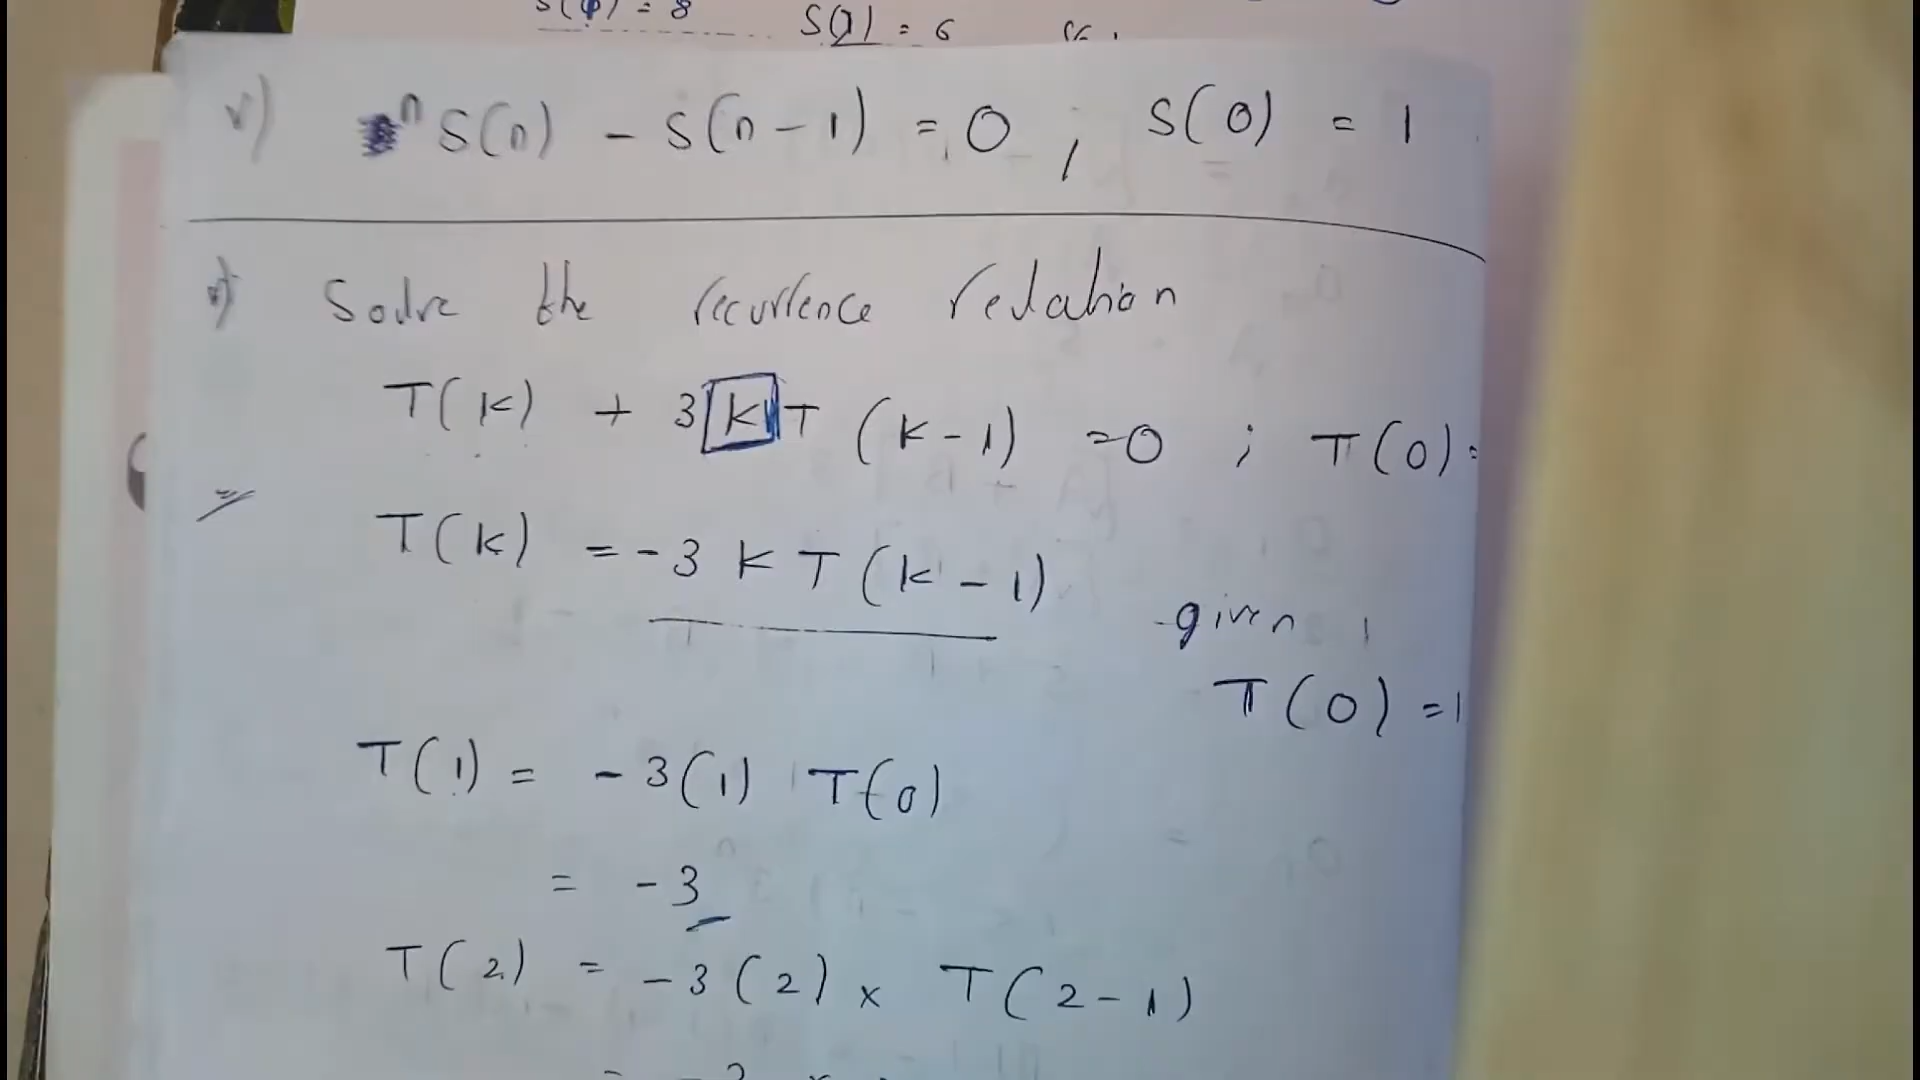 S(φ) = 8 S(1) = 6
v) n S(n) - S(n-1) = 0 ; S(0) = 1
Solve the recurrence relation
T(k) + 3 k T (k-1) =0 ; T(0) =
=> T(k) = -3 k T (k-1)
given
T(0) =1
T(1) = -3(1) T(0)
= -3
T(2) = -3(2) x T(2-1)